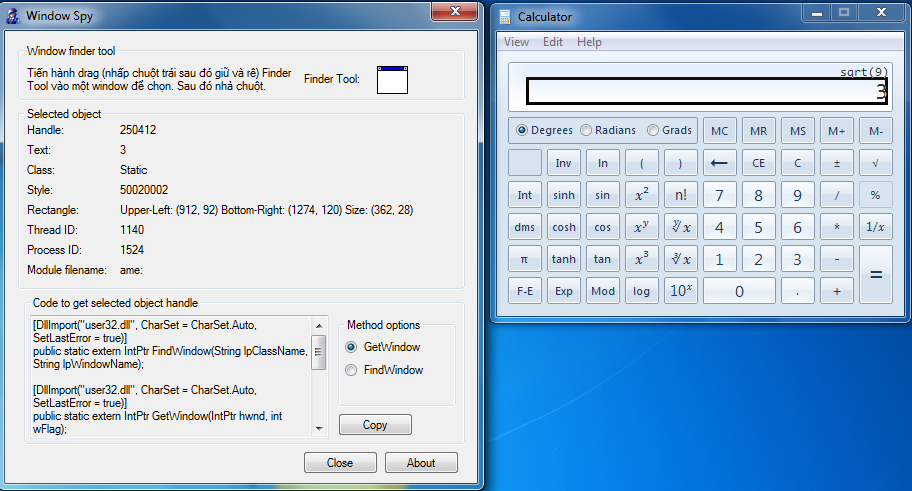 Window Spy
Window finder tool
Tiến hành drag (nhấp chuột trái sau đó giữ và rê) Finder
Tool vào một window để chọn. Sau đó nhả chuột.
Finder Tool:
Selected object
Handle: 250412
Text: 3
Class: Static
Style: 50020002
Rectangle: Upper-Left: (912, 92) Bottom-Right: (1274, 120) Size: (362, 28)
Thread ID: 1140
Process ID: 1524
Module filename: ame:
Code to get selected object handle
[DllImport("user32.dll", CharSet = CharSet.Auto,
SetLastError = true)]
public static extern IntPtr FindWindow(String lpClassName,
String lpWindowName);
[DllImport("user32.dll", CharSet = CharSet.Auto,
SetLastError = true)]
public static extern IntPtr GetWindow(IntPtr hwnd, int
wFlag);
Method options
GetWindow
FindWindow
Copy
Close About
Calculator
View Edit Help
sqrt(9)
3
Degrees Radians Grads MC MR MS M+ M-
Inv ln ( ) ← CE C ± √
Int sinh sin x² n! 7 8 9 / %
dms cosh cos xʸ ʸ√x 4 5 6 * 1/x
π tanh tan x³ ³√x 1 2 3 - =
F-E Exp Mod log 10ˣ 0 . +